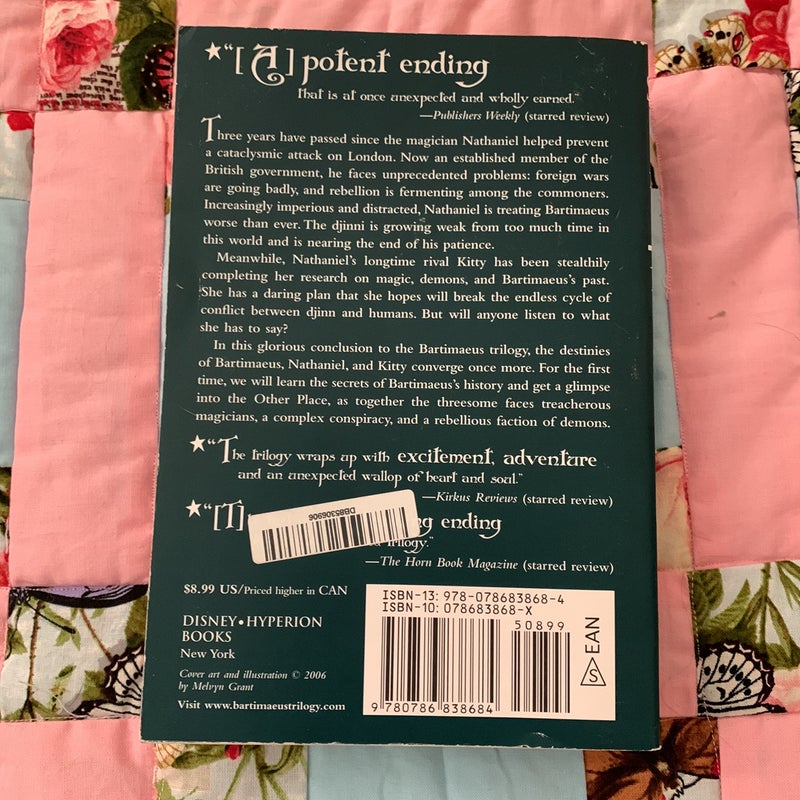 ★“[A] potent ending
that is at once unexpected and wholly earned.”
—Publishers Weekly (starred review)
Three years have passed since the magician Nathaniel helped prevent
a cataclysmic attack on London. Now an established member of the
British government, he faces unprecedented problems: foreign wars
are going badly, and rebellion is fermenting among the commoners.
Increasingly imperious and distracted, Nathaniel is treating Bartimaeus
worse than ever. The djinni is growing weak from too much time in
this world and is nearing the end of his patience.
Meanwhile, Nathaniel's longtime rival Kitty has been stealthily
completing her research on magic, demons, and Bartimaeus's past.
She has a daring plan that she hopes will break the endless cycle of
conflict between djinn and humans. But will anyone listen to what
she has to say?
In this glorious conclusion to the Bartimaeus trilogy, the destinies
of Bartimaeus, Nathaniel, and Kitty converge once more. For the first
time, we will learn the secrets of Bartimaeus's history and get a glimpse
into the Other Place, as together the threesome faces treacherous
magicians, a complex conspiracy, and a rebellious faction of demons.
★“The trilogy wraps up with excitement, adventure
and an unexpected wallop of heart and soul.”
—Kirkus Reviews (starred review)
★“[T] ending
DB85306906
trilogy.”
—The Horn Book Magazine (starred review)
$8.99 US/Priced higher in CAN
DISNEY • HYPERION
BOOKS
New York
Cover art and illustration © 2006
by Melvyn Grant
Visit www.bartimaeustrilogy.com
ISBN-13: 978-078683868-4
ISBN-10: 078683868-X
50899
9 780786 838684
S EAN